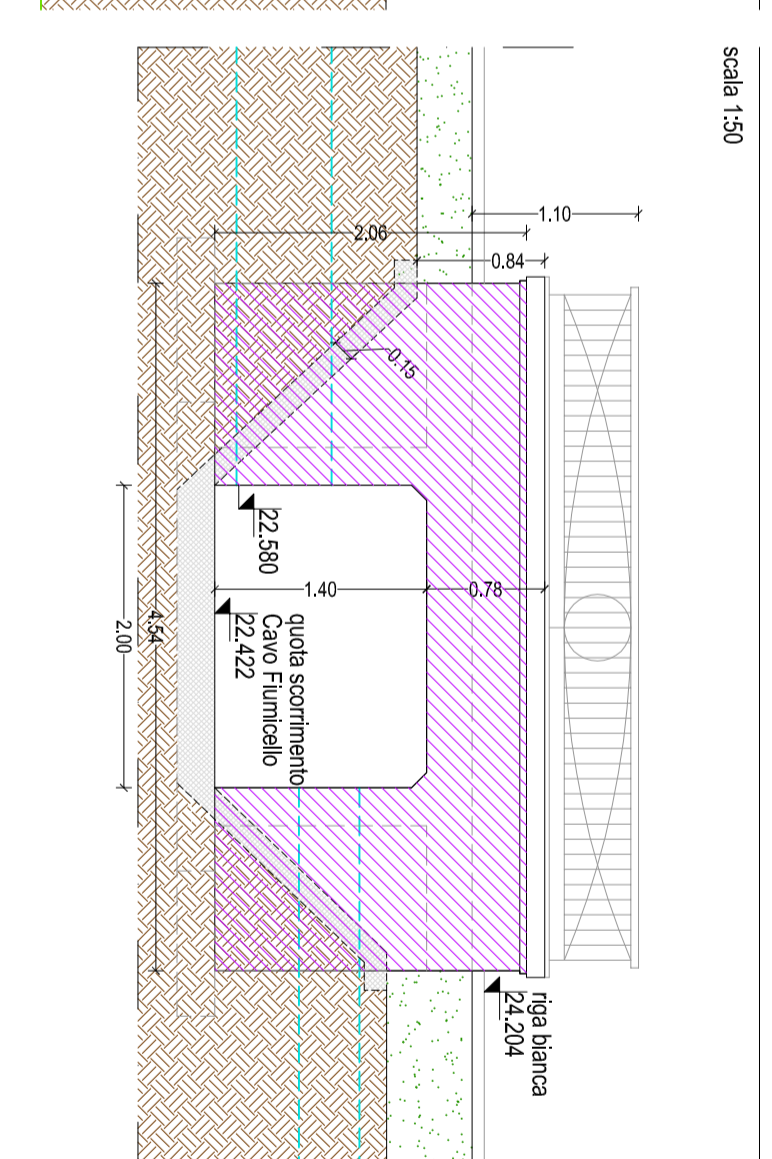 scala 1:50
1.10
2.06
0.84
0.15
22.580
1.40
0.78
quota scorrimento
Cavo Fiumicello
22.422
4.54
2.00
riga bianca
24.204